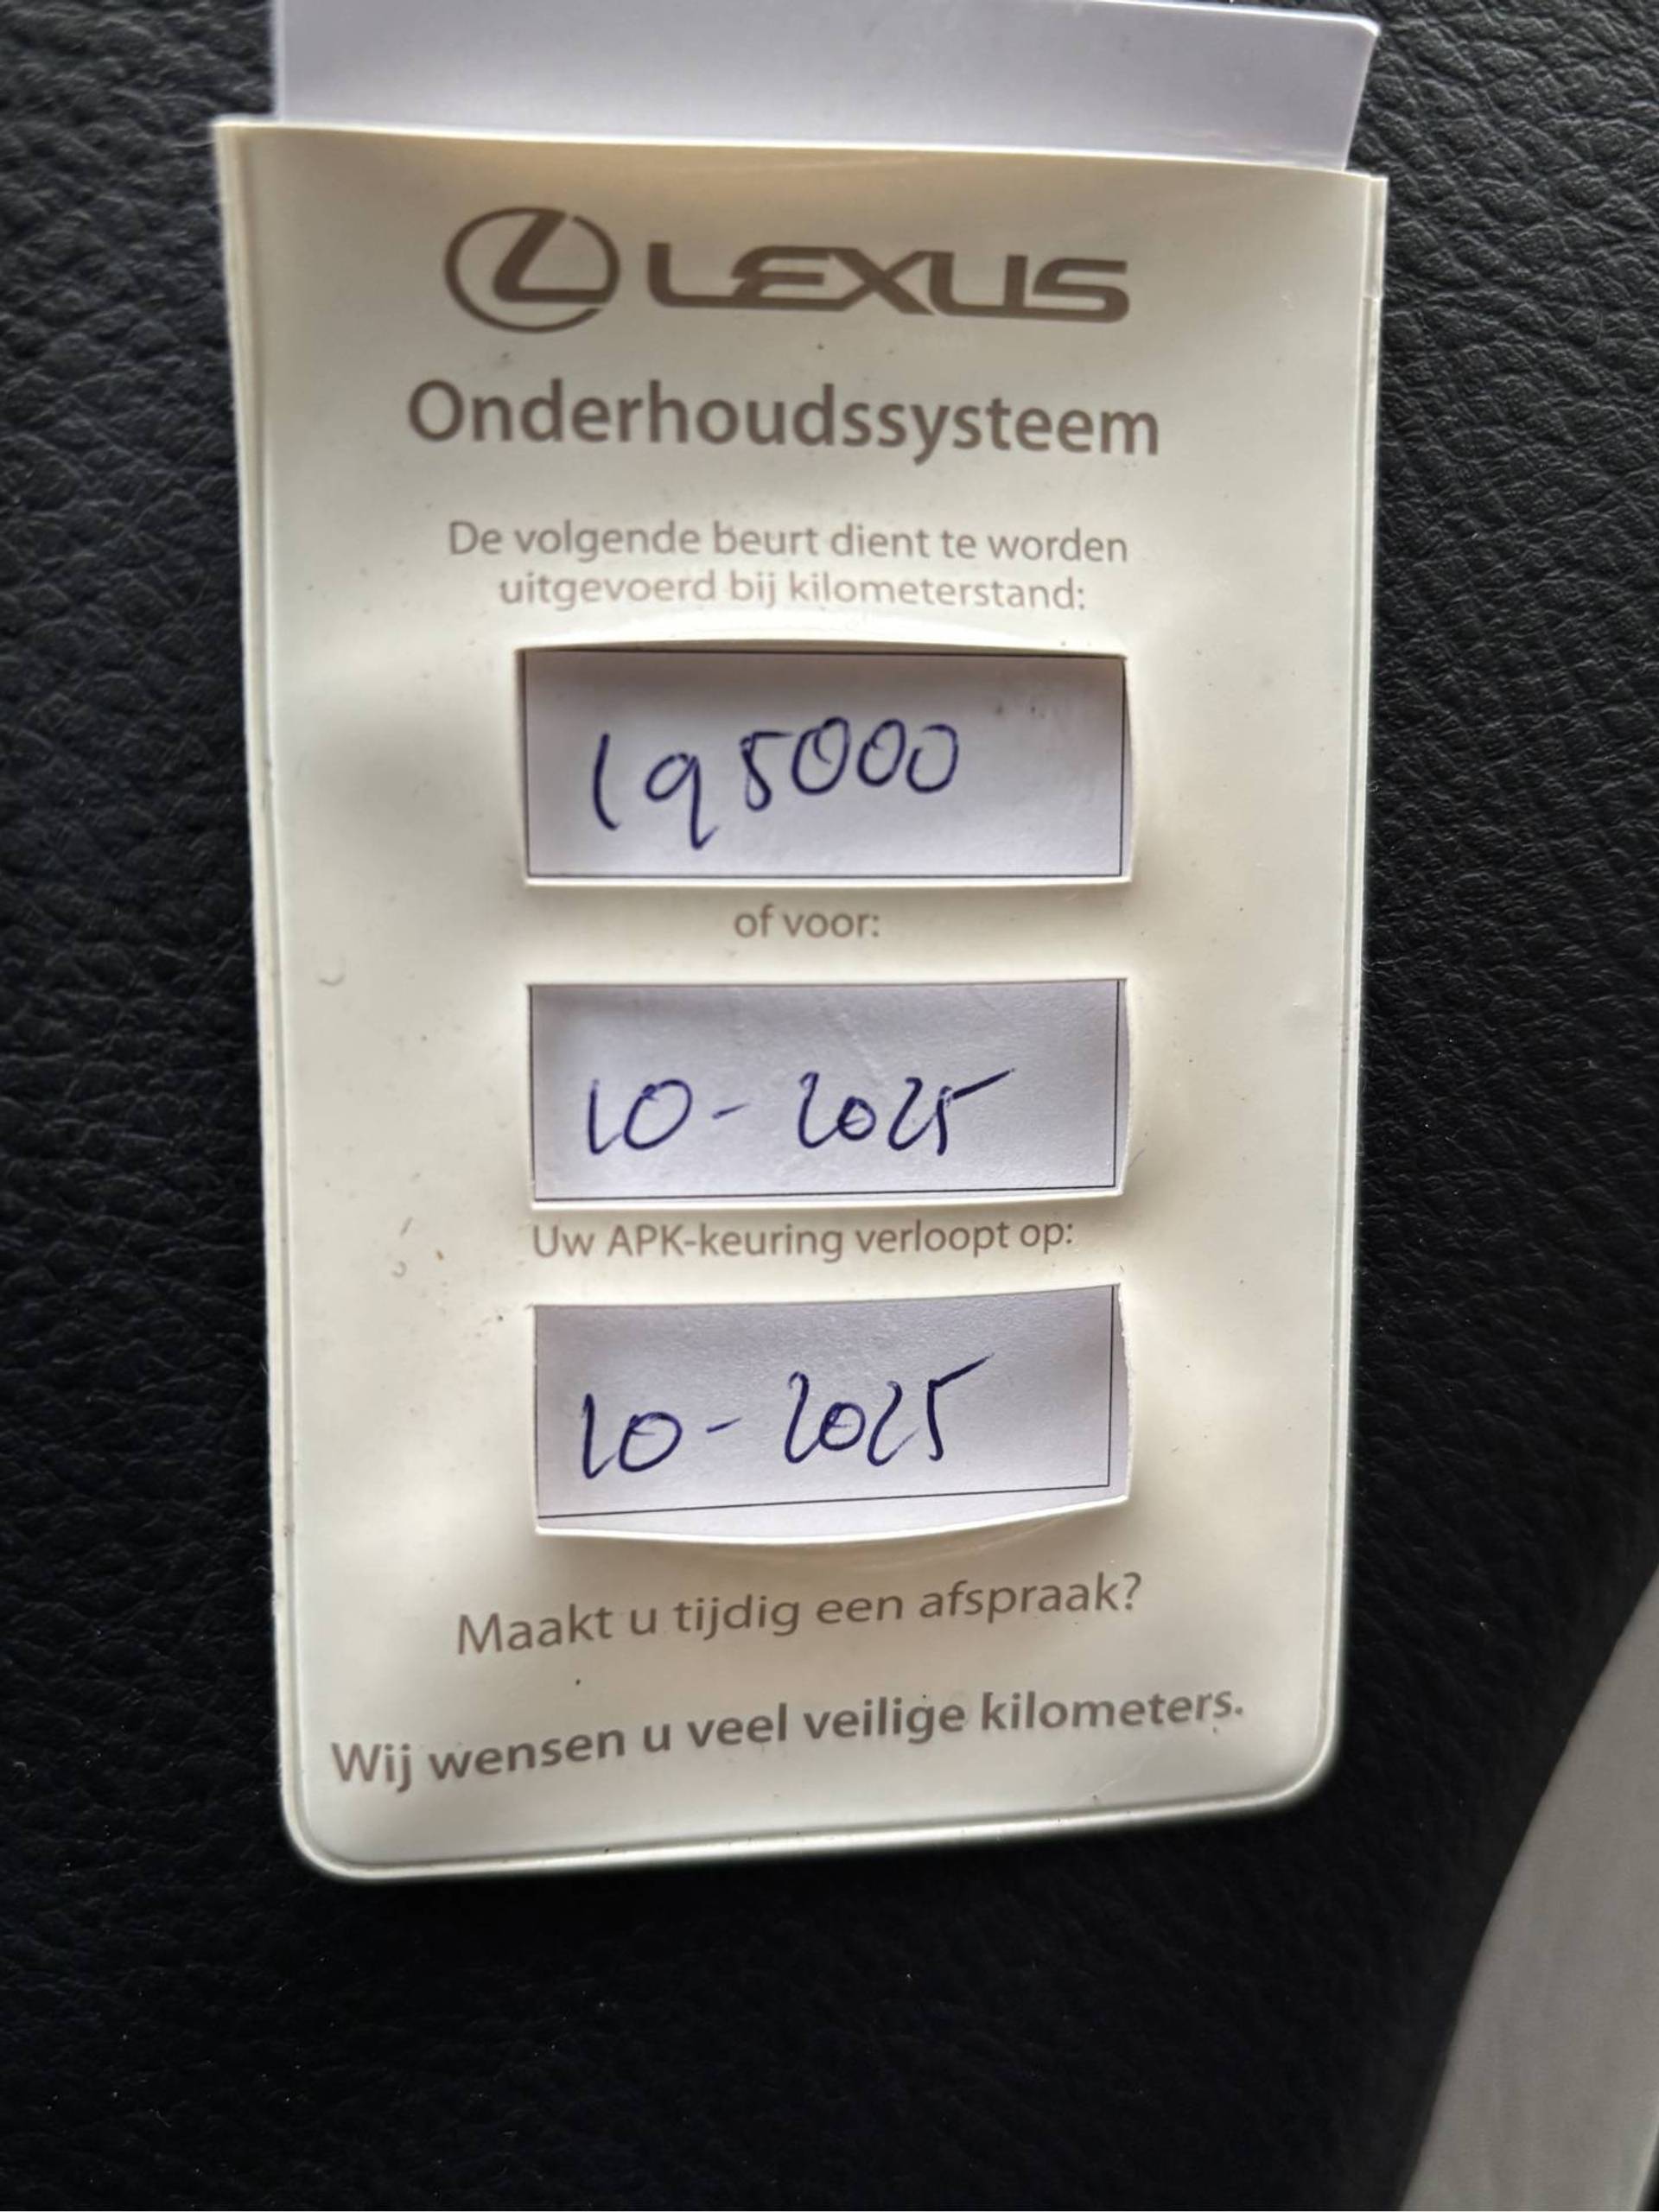 LEXUS
Onderhoudssysteem
De volgende beurt dient te worden
uitgevoerd bij kilometerstand:
195000
of voor:
10-2025
Uw APK-keuring verloopt op:
10-2025
Maakt u tijdig een afspraak?
Wij wensen u veel veilige kilometers.